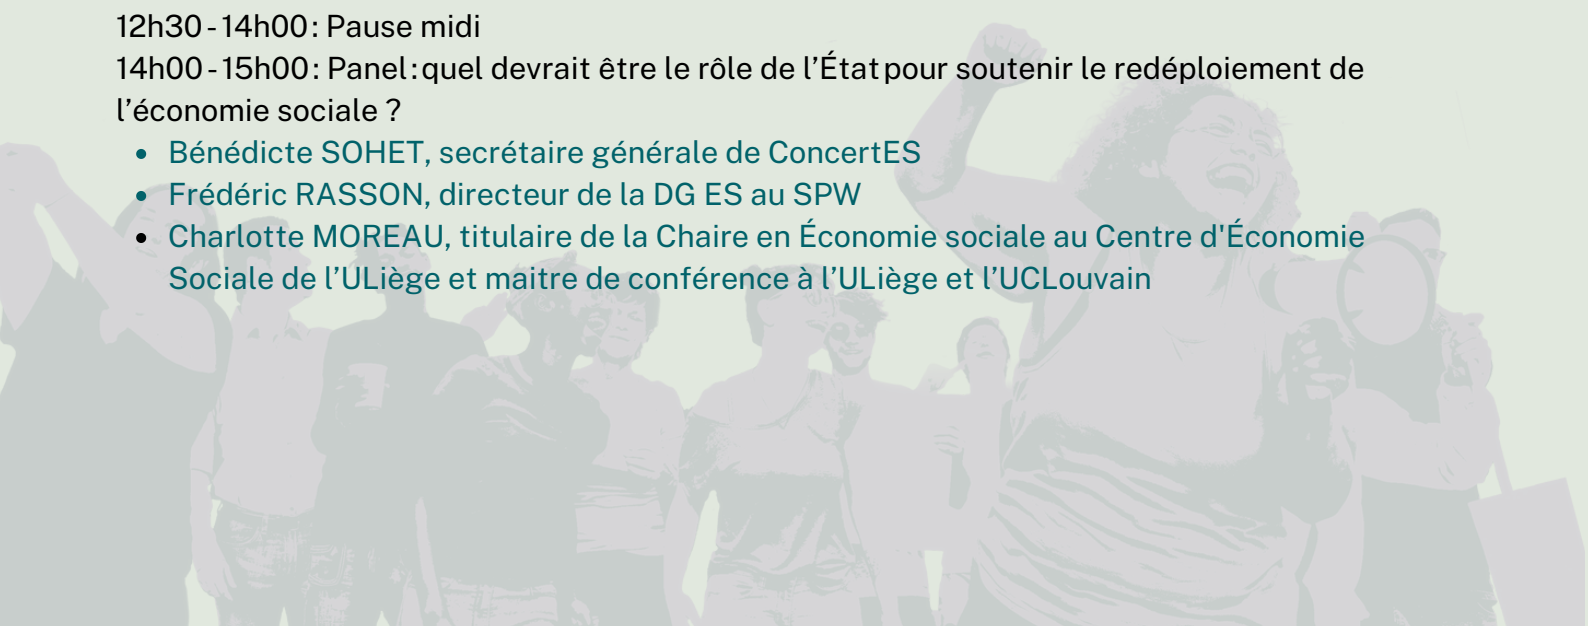 12h30 - 14h00 : Pause midi
14h00 - 15h00 : Panel : quel devrait être le rôle de l’État pour soutenir le redéploiement de
l’économie sociale ?
• Bénédicte SOHET, secrétaire générale de ConcertES
• Frédéric RASSON, directeur de la DG ES au SPW
• Charlotte MOREAU, titulaire de la Chaire en Économie sociale au Centre d'Économie
Sociale de l’ULiège et maitre de conférence à l’ULiège et l’UCLouvain